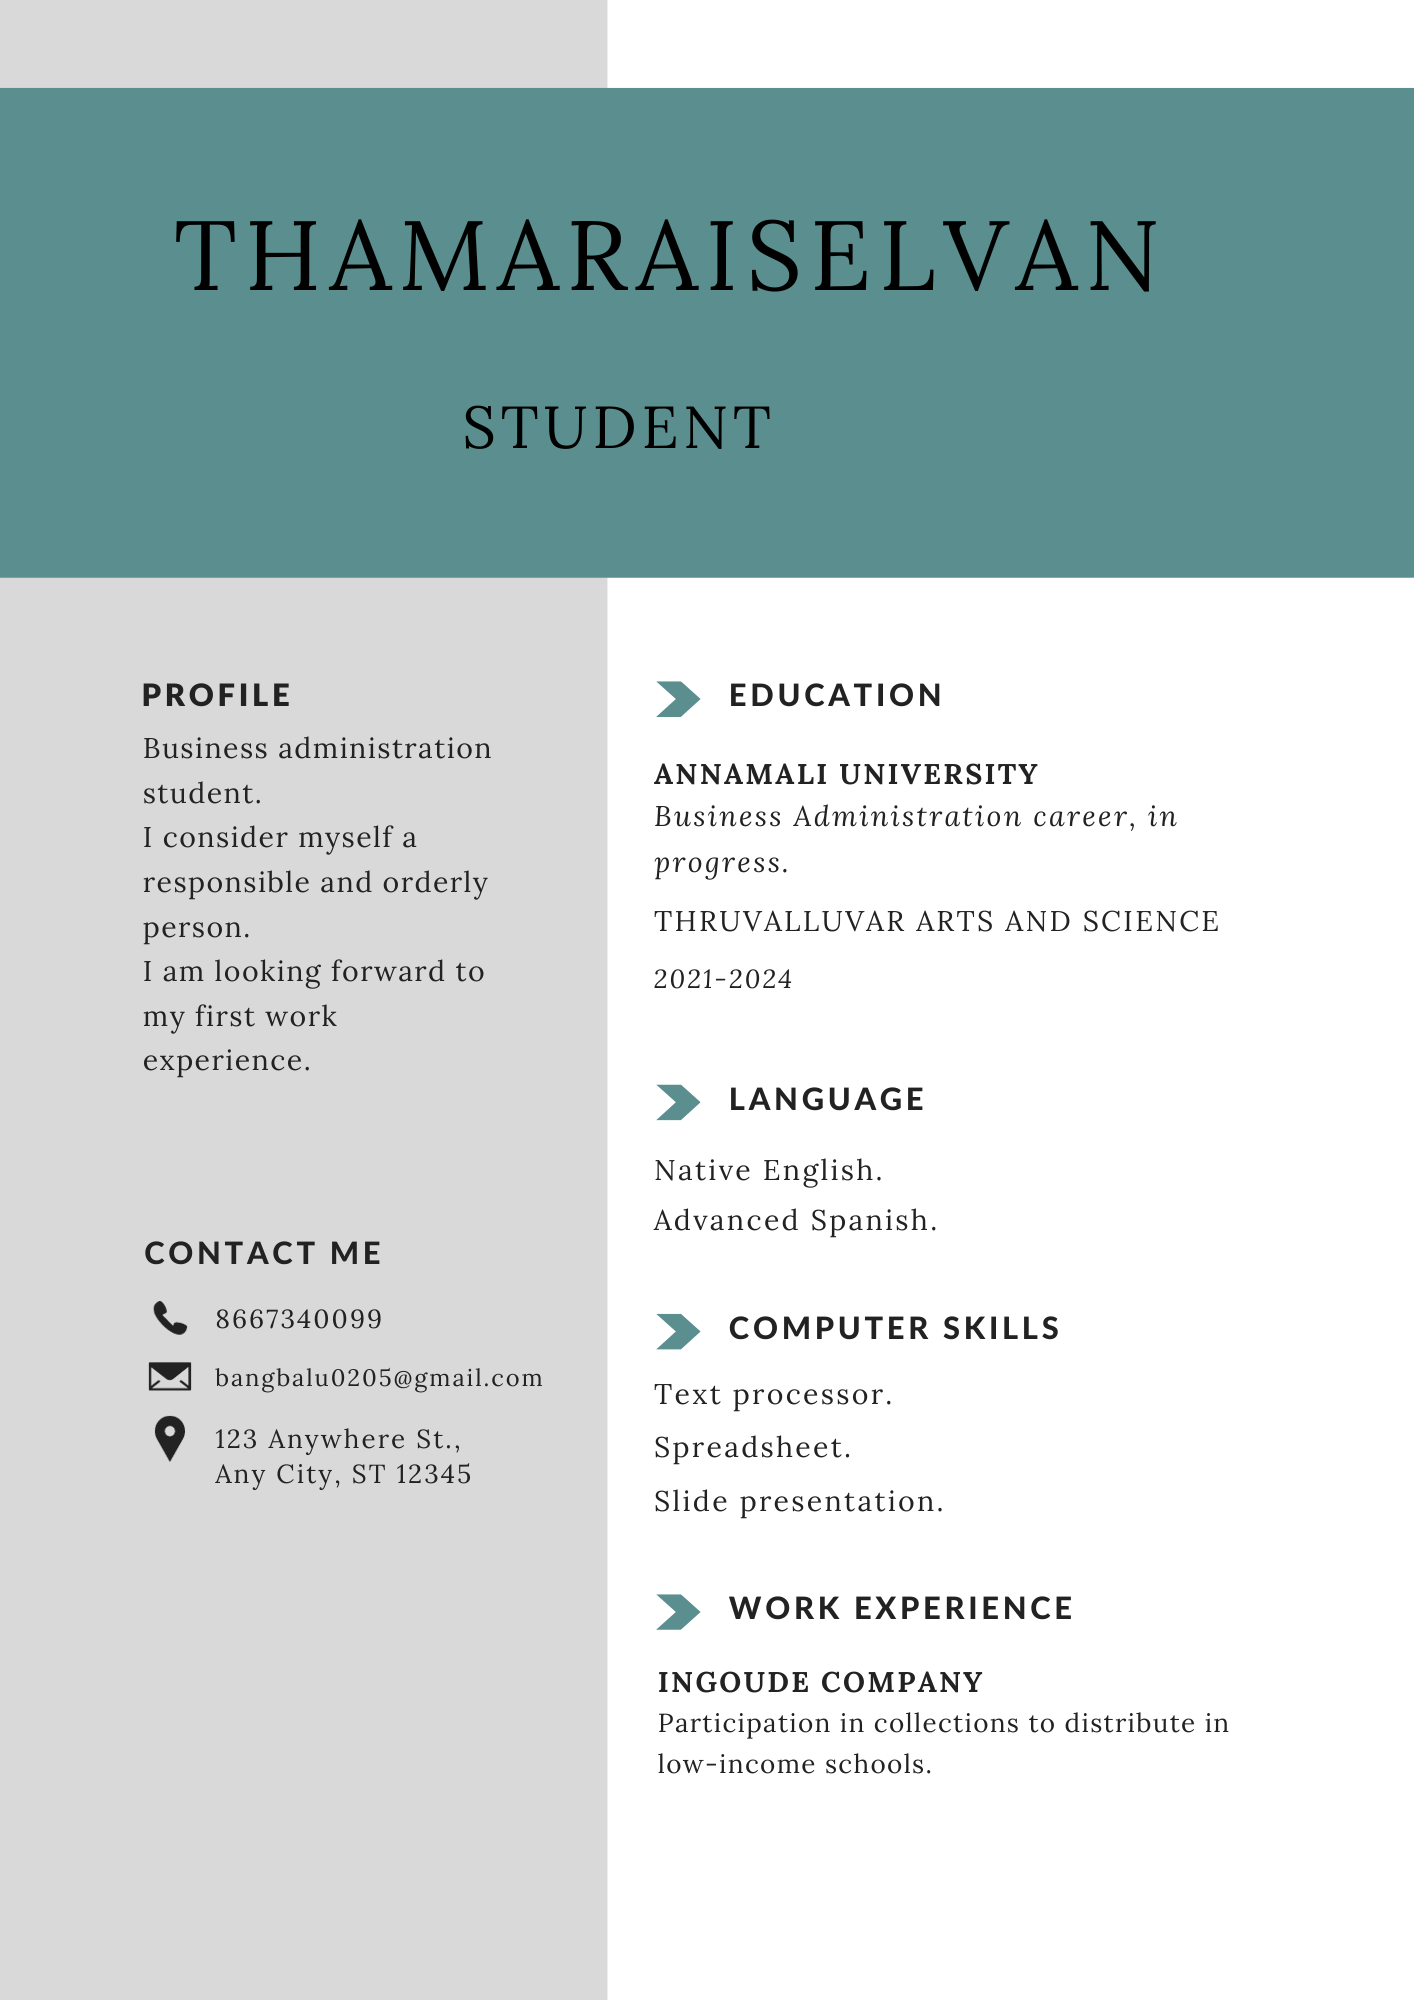 THAMARAISELVAN
STUDENT
PROFILE
Business administration
student.
I consider myself a
responsible and orderly
person.
I am looking forward to
my first work
experience.
CONTACT ME
8667340099
bangbalu0205@gmail.com
123 Anywhere St.,
Any City, ST 12345
EDUCATION
ANNAMALI UNIVERSITY
Business Administration career, in
progress.
THRUVALLUVAR ARTS AND SCIENCE
2021-2024
LANGUAGE
Native English.
Advanced Spanish.
COMPUTER SKILLS
Text processor.
Spreadsheet.
Slide presentation.
WORK EXPERIENCE
INGOUDE COMPANY
Participation in collections to distribute in
low-income schools.